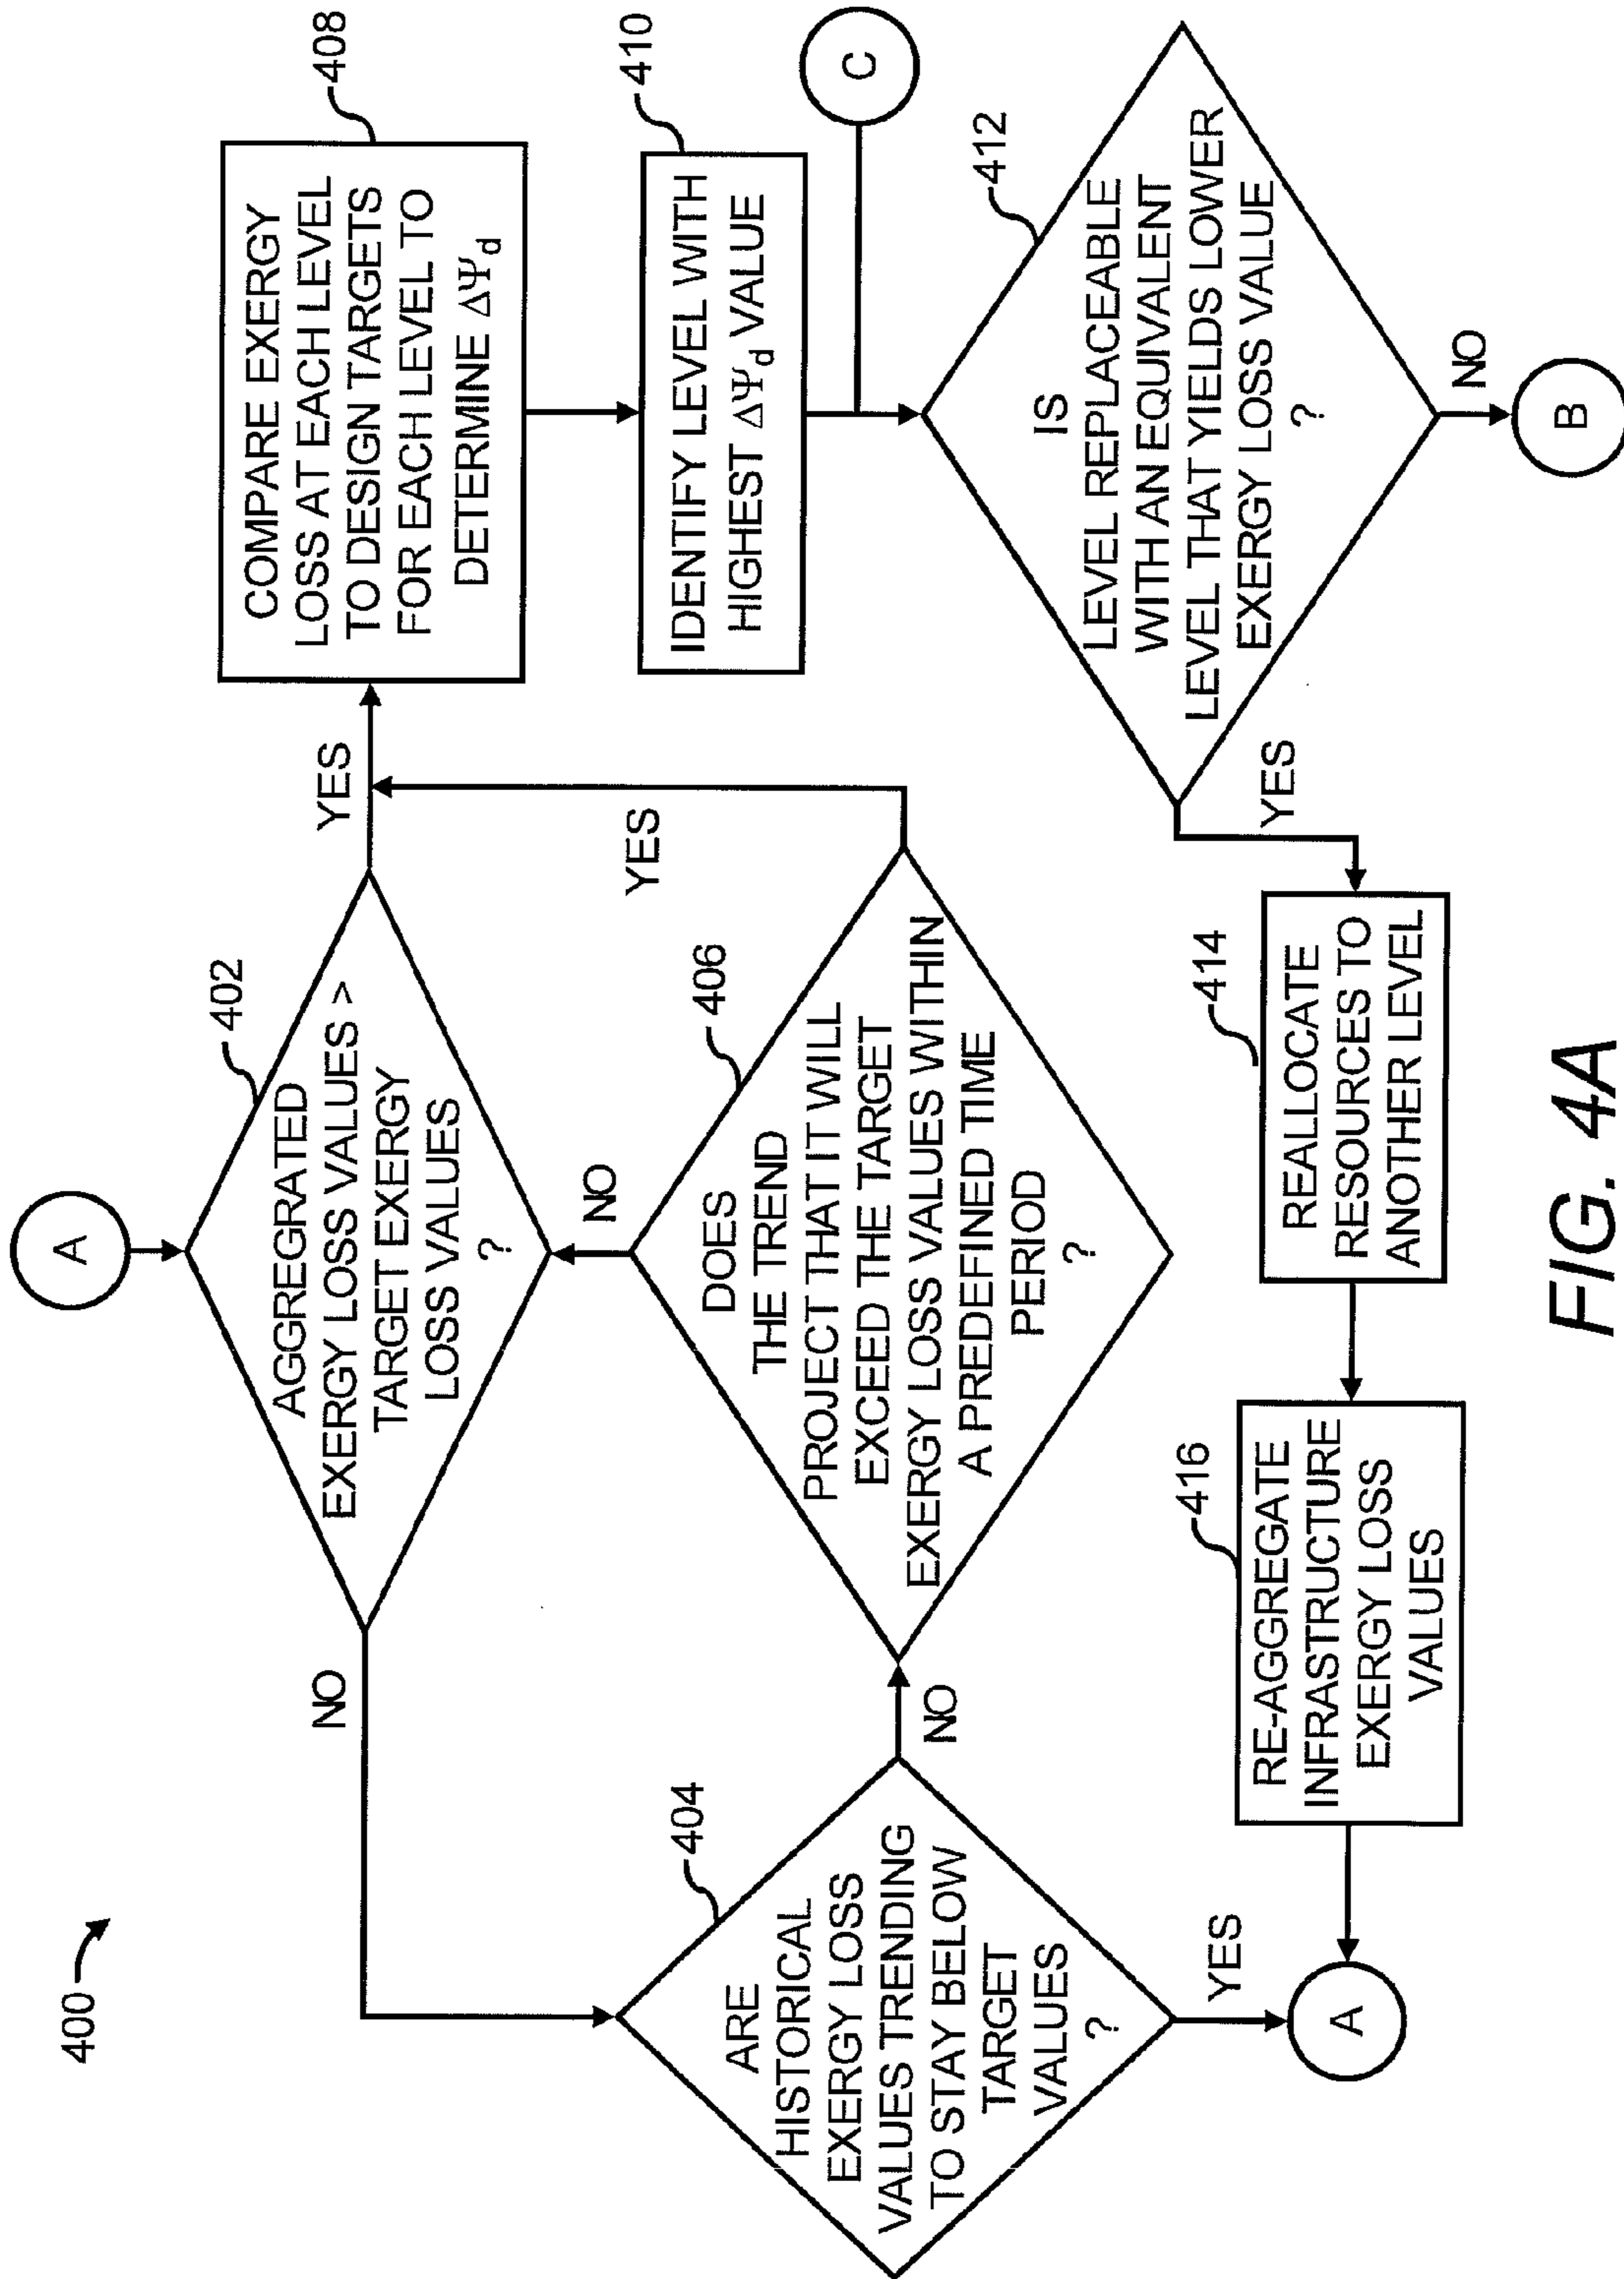 400
A
402
AGGREGRATED
EXERGY LOSS VALUES >
TARGET EXERGY
LOSS VALUES
?
NO
YES
404
ARE
HISTORICAL
EXERGY LOSS
VALUES TRENDING
TO STAY BELOW
TARGET
VALUES
?
NO
YES
A
406
DOES
THE TREND
PROJECT THAT IT WILL
EXCEED THE TARGET
EXERGY LOSS VALUES WITHIN
A PREDEFINED TIME
PERIOD
?
NO
YES
408
COMPARE EXERGY
LOSS AT EACH LEVEL
TO DESIGN TARGETS
FOR EACH LEVEL TO
DETERMINE ΔΨd
410
IDENTIFY LEVEL WITH
HIGHEST ΔΨd VALUE
C
412
IS
LEVEL REPLACEABLE
WITH AN EQUIVALENT
LEVEL THAT YIELDS LOWER
EXERGY LOSS VALUE
?
NO
B
YES
414
REALLOCATE
RESOURCES TO
ANOTHER LEVEL
416
RE-AGGREGATE
INFRASTRUCTURE
EXERGY LOSS
VALUES
FIG. 4A